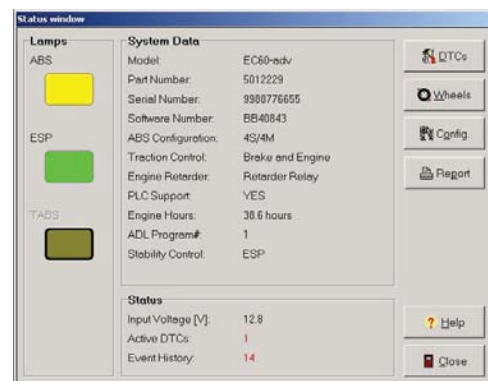 Status window
Lamps
ABS
ESP
TABS
System Data
Model: EC60-adv
Part Number: 5012229
Serial Number: 9988776655
Software Number: BB40843
ABS Configuration: 4S/4M
Traction Control: Brake and Engine
Engine Retarder: Retarder Relay
PLC Support: YES
Engine Hours: 38.6 hours
ADL Program#: 1
Stability Control: ESP
Status
Input Voltage [V]: 12.8
Active DTCs: 1
Event History: 14
DTCs
Wheels
Config.
Report
Help
Close